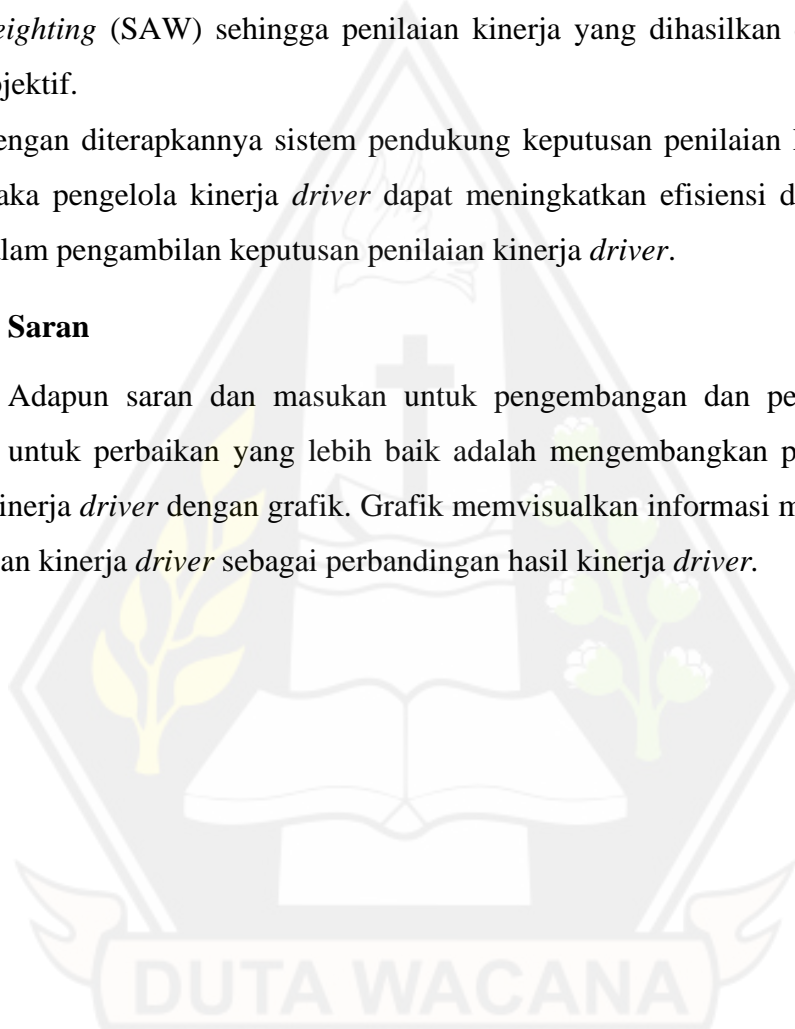 eighting (SAW) sehingga penilaian kinerja yang dihasilkan
jektif.
engan diterapkannya sistem pendukung keputusan penilaian
aka pengelola kinerja driver dapat meningkatkan efisiensi d
alam pengambilan keputusan penilaian kinerja driver.
Saran
Adapun saran dan masukan untuk pengembangan dan pe
untuk perbaikan yang lebih baik adalah mengembangkan p
inerja driver dengan grafik. Grafik memvisualkan informasi m
an kinerja driver sebagai perbandingan hasil kinerja driver.
DUTA WACANA